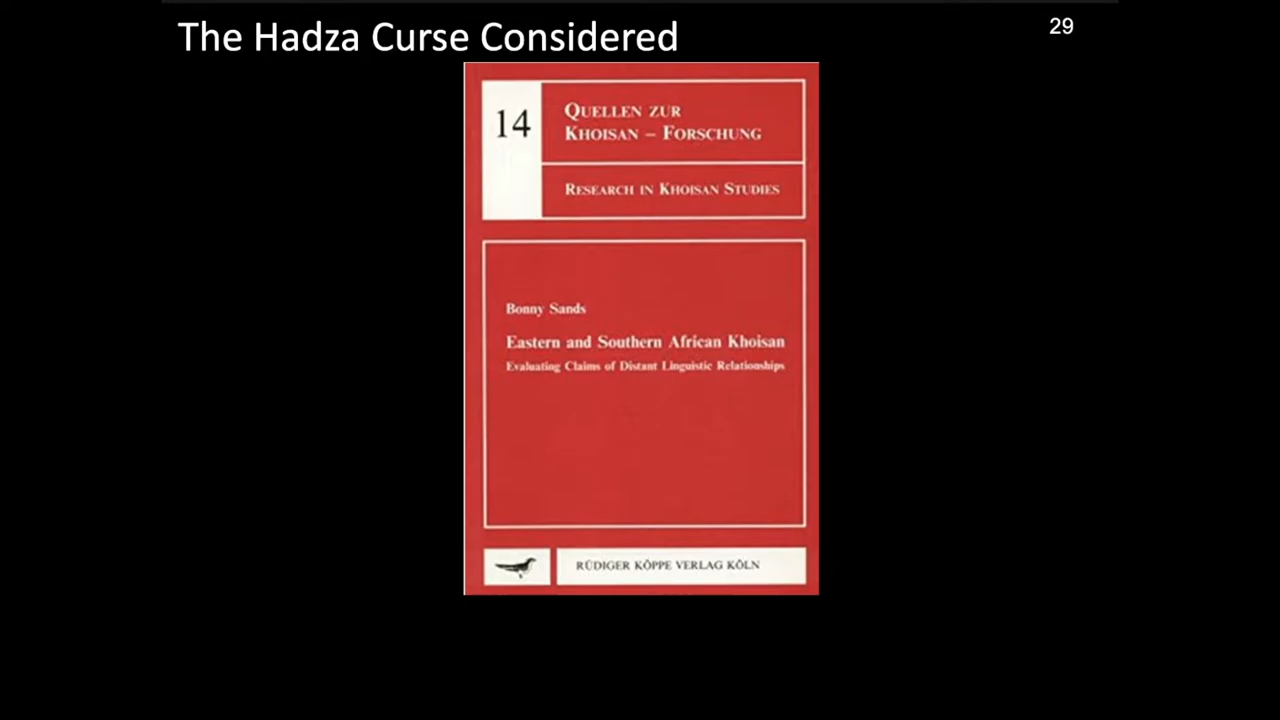 The Hadza Curse Considered
29
14
QUELLEN ZUR
KHOISAN – FORSCHUNG
RESEARCH IN KHOISAN STUDIES
Bonny Sands
Eastern and Southern African Khoisan
Evaluating Claims of Distant Linguistic Relationships
RÜDIGER KÖPPE VERLAG KÖLN